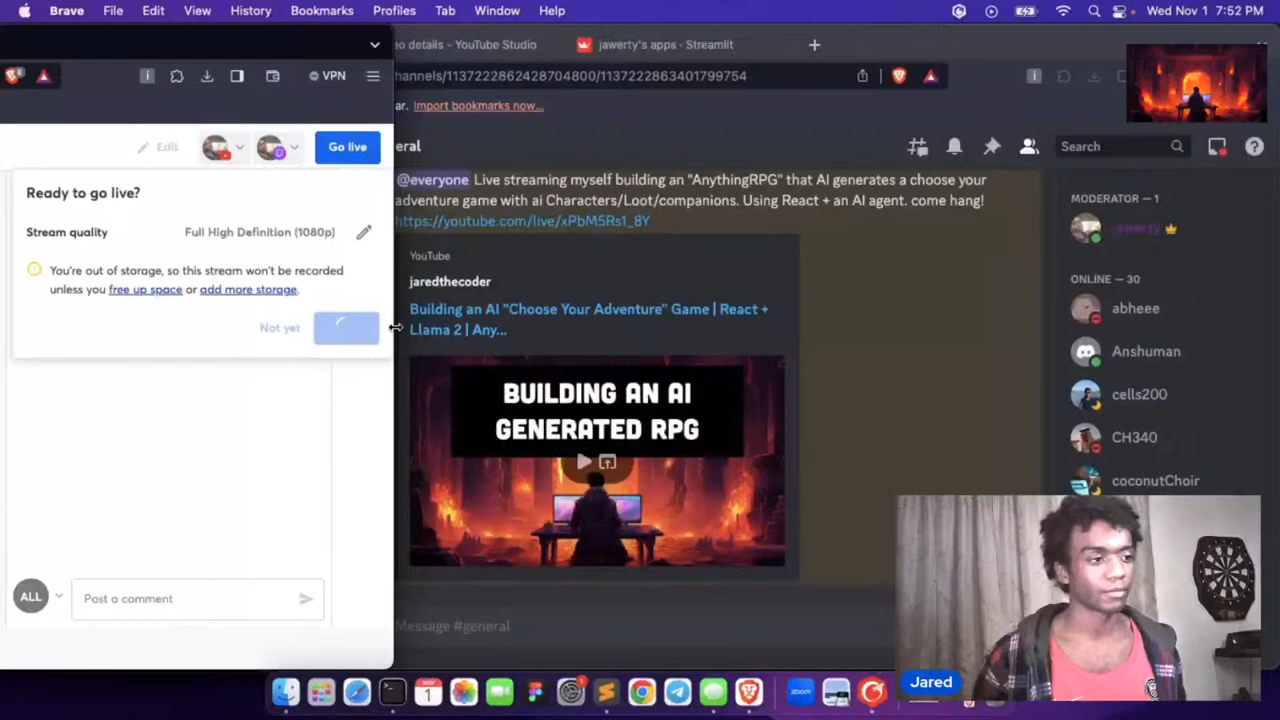 Brave File Edit View History Bookmarks Profiles Tab Window Help Wed Nov 1 7:52 PM
eo details - YouTube Studio jawerty's apps - Streamlit
VPN
hannels/1137222862428704800/1137222863401799754
ar. Import bookmarks now...
Edit Go live
eral
Search
Ready to go live?
Stream quality Full High Definition (1080p)
You're out of storage, so this stream won't be recorded
unless you free up space or add more storage.
Not yet
@everyone Live streaming myself building an "AnythingRPG" that AI generates a choose your
adventure game with ai Characters/Loot/companions. Using React + an AI agent. come hang!
https://youtube.com/live/xPbM5Rs1_8Y
YouTube
jaredthecoder
Building an AI "Choose Your Adventure" Game | React +
Llama 2 | Any...
BUILDING AN AI
GENERATED RPG
MODERATOR — 1
jawerty
ONLINE — 30
abheee
Anshuman
cells200
CH340
coconutChoir
ALL Post a comment
Message #general
Jared
zoom